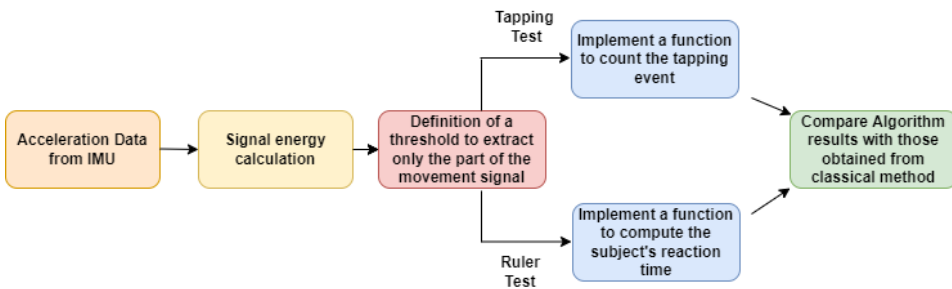 Acceleration Data
from IMU
Signal energy
calculation
Definition of a
threshold to extract
only the part of the
movement signal
Tapping
Test
Implement a function
to count the tapping
event
Ruler
Test
Implement a function
to compute the
subject's reaction
time
Compare Algorithm
results with those
obtained from
classical method